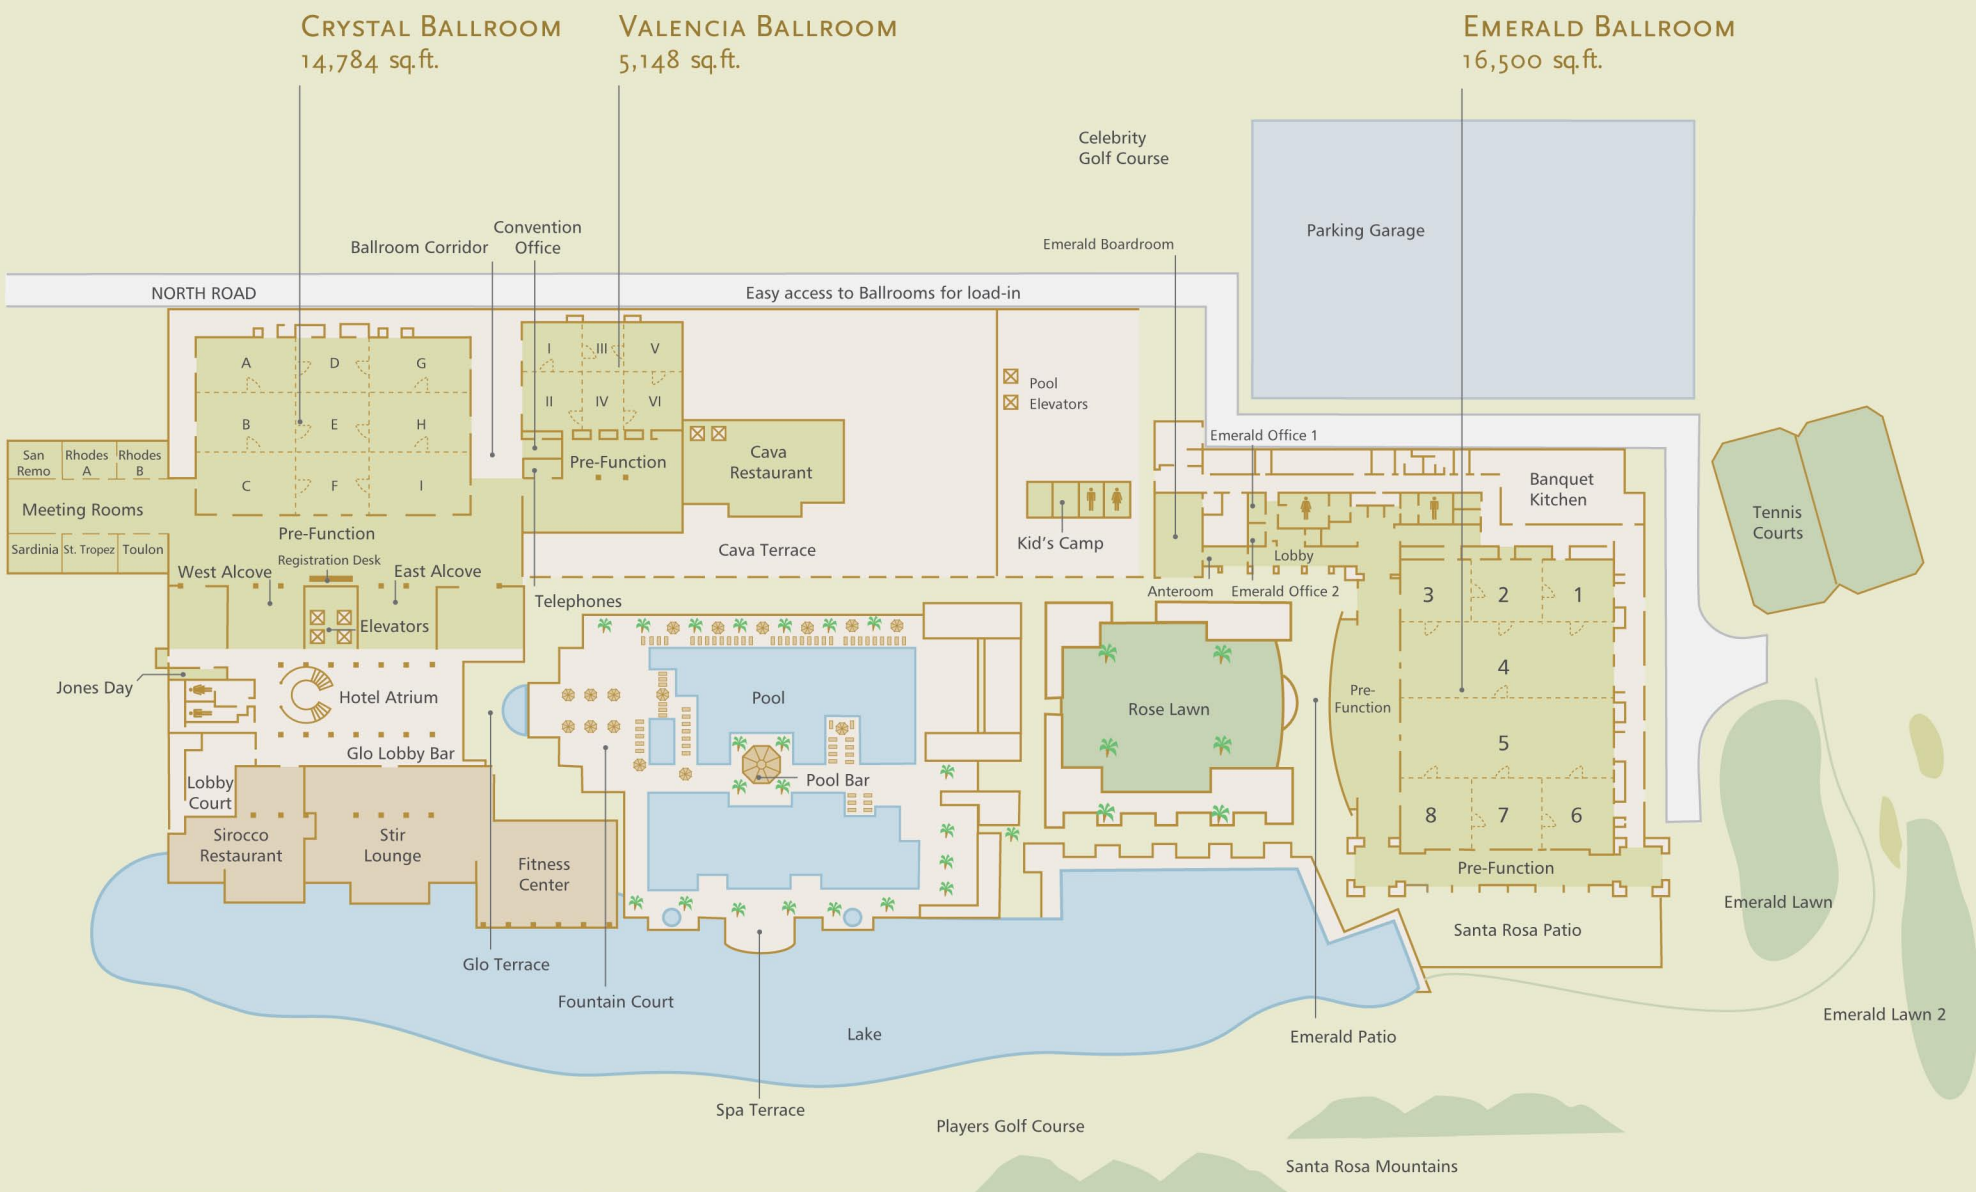 CRYSTAL BALLROOM
14,784 sq.ft.
VALENCIA BALLROOM
5,148 sq.ft.
EMERALD BALLROOM
16,500 sq.ft.
Celebrity
Golf Course
Parking Garage
Convention
Office
Ballroom Corridor
Emerald Boardroom
NORTH ROAD
Easy access to Ballrooms for load-in
A
D
G
B
E
H
C
F
I
I
III
V
II
IV
VI
Pre-Function
Cava
Restaurant
Pool
Elevators
Kid's Camp
Cava Terrace
Emerald Office 1
Banquet
Kitchen
Tennis
Courts
San
Remo
Rhodes
A
Rhodes
B
Meeting Rooms
Sardinia
St. Tropez
Toulon
Pre-Function
Registration Desk
West Alcove
East Alcove
Elevators
Telephones
Lobby
Anteroom
Emerald Office 2
3
2
1
4
5
8
7
6
Pre-
Function
Pre-Function
Jones Day
Hotel Atrium
Glo Lobby Bar
Lobby
Court
Sirocco
Restaurant
Stir
Lounge
Fitness
Center
Pool
Pool Bar
Rose Lawn
Glo Terrace
Fountain Court
Spa Terrace
Lake
Emerald Patio
Santa Rosa Patio
Emerald Lawn
Emerald Lawn 2
Players Golf Course
Santa Rosa Mountains